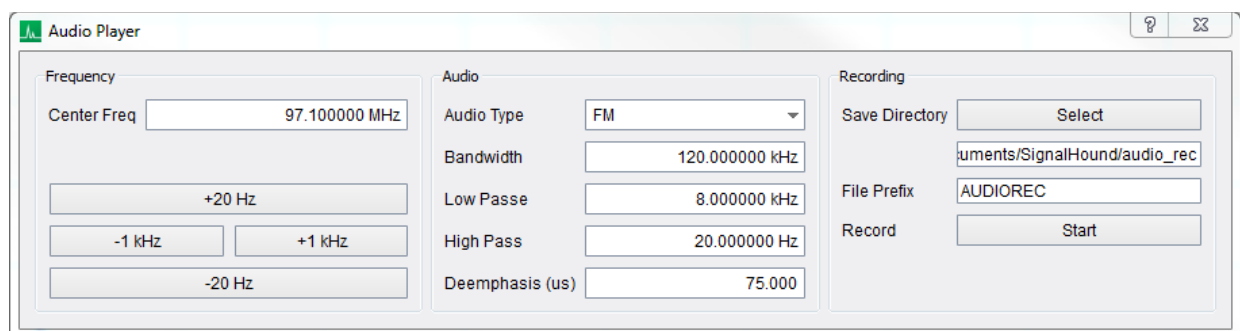 Audio Player
Frequency
Center Freq 97.100000 MHz
+20 Hz
-1 kHz +1 kHz
-20 Hz
Audio
Audio Type FM
Bandwidth 120.000000 kHz
Low Passe 8.000000 kHz
High Pass 20.000000 Hz
Deemphasis (us) 75.000
Recording
Save Directory Select
cuments/SignalHound/audio_rec
File Prefix AUDIOREC
Record Start